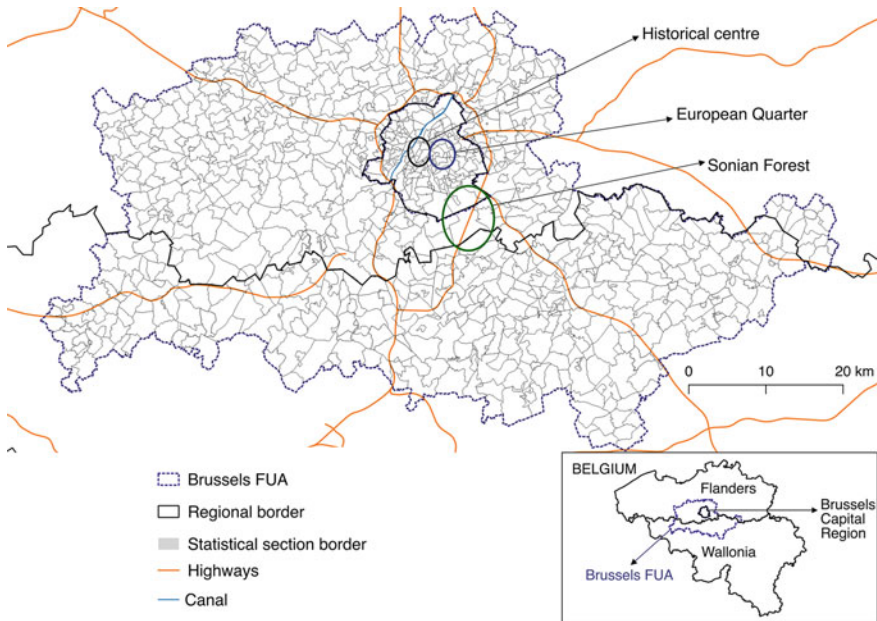 Historical centre
European Quarter
Sonian Forest
0 10 20 km
Brussels FUA
Regional border
Statistical section border
Highways
Canal
BELGIUM
Flanders
Brussels
Capital
Region
Wallonia
Brussels FUA